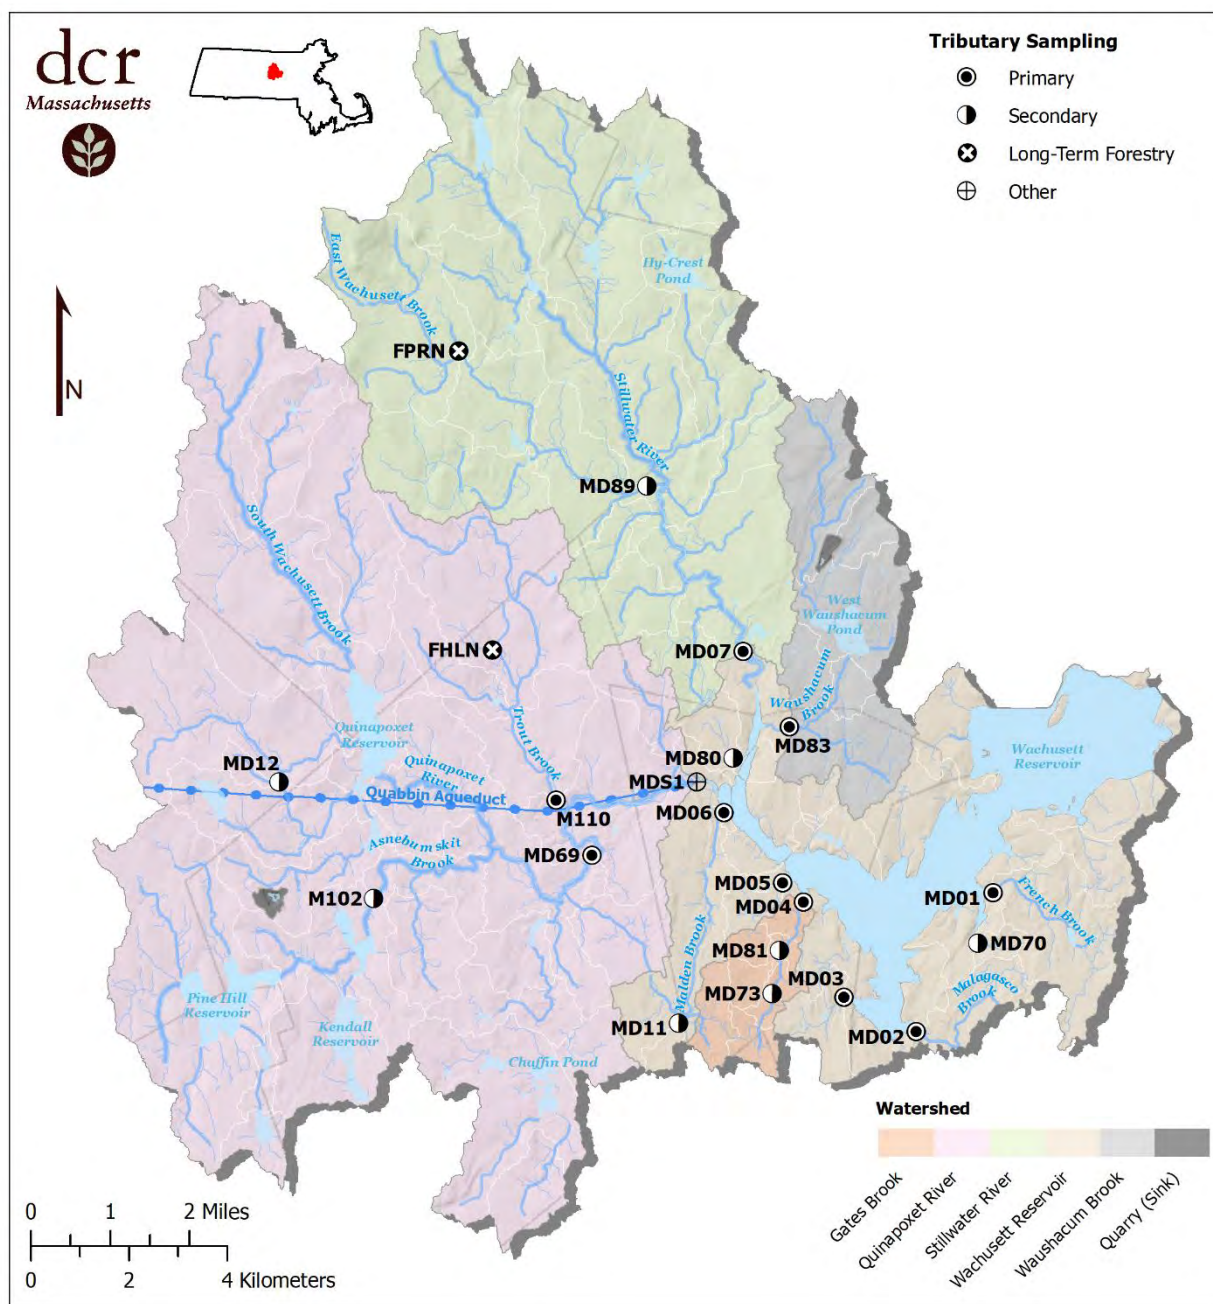 dcr
Massachusetts
Tributary Sampling
Primary
Secondary
Long-Term Forestry
Other
N
East Wachusett Brook
Hy-Crest
Pond
FPRN
Stillwater River
MD89
South Wachusett Brook
West
Waushacum
Pond
FHLN
MD07
Trout Brook
Waushacum
Brook
Quinapoxet
Reservoir
MD83
Wachusett
Reservoir
MD12
Quinapoxet
River
MD80
MDS1
Quabbin Aqueduct
M110
MD06
Asnebumskit
Brook
MD69
M102
MD05
MD04
MD01
French Brook
MD81
MD70
Malden Brook
MD73
MD03
Malagasco
Brook
Pine Hill
Reservoir
Kendall
Reservoir
MD11
MD02
Chaffin Pond
Watershed
Gates Brook
Quinapoxet River
Stillwater River
Wachusett Reservoir
Waushacum Brook
Quarry (Sink)
0 1 2 Miles
0 2 4 Kilometers